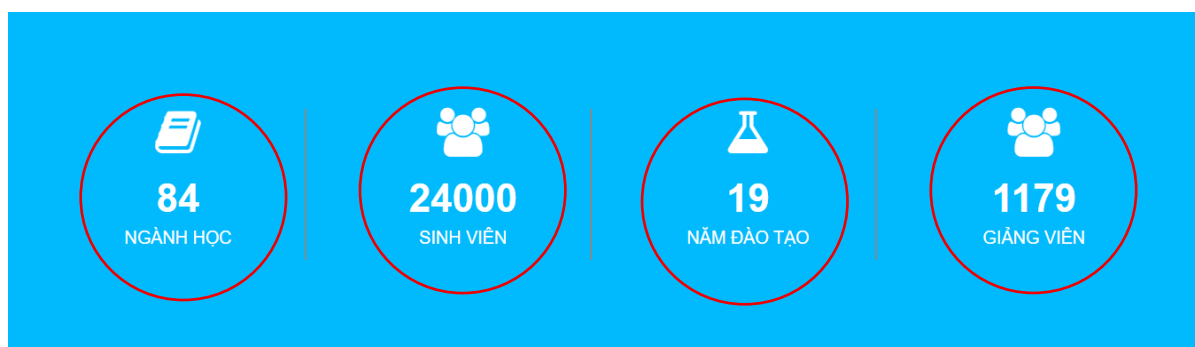 84
NGÀNH HỌC
24000
SINH VIÊN
19
NĂM ĐÀO TẠO
1179
GIẢNG VIÊN